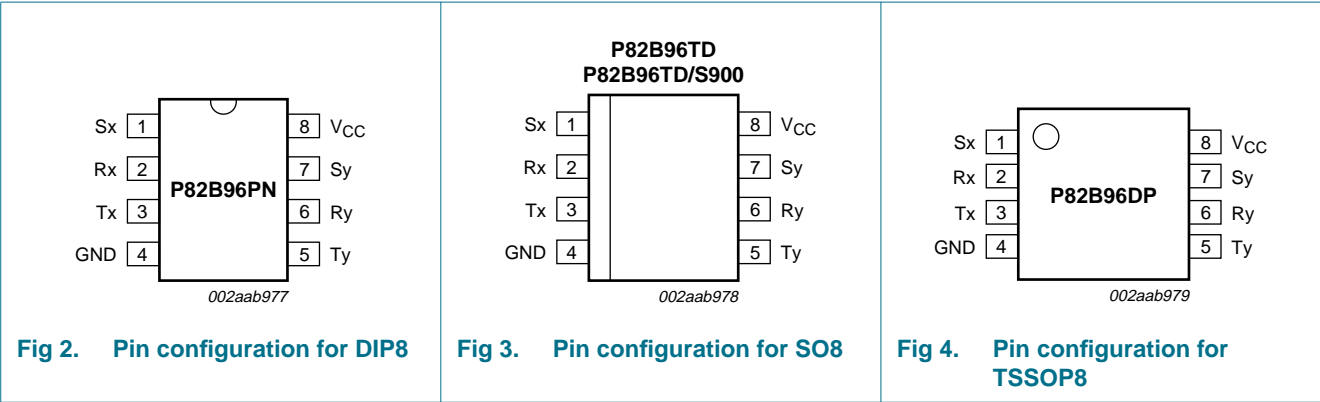 Sx 1 8 VCC
Rx 2 7 Sy
P82B96PN
Tx 3 6 Ry
GND 4 5 Ty
002aab977
Fig 2. Pin configuration for DIP8
P82B96TD
P82B96TD/S900
Sx 1 8 VCC
Rx 2 7 Sy
Tx 3 6 Ry
GND 4 5 Ty
002aab978
Fig 3. Pin configuration for SO8
Sx 1 8 VCC
Rx 2 7 Sy
P82B96DP
Tx 3 6 Ry
GND 4 5 Ty
002aab979
Fig 4. Pin configuration for
TSSOP8